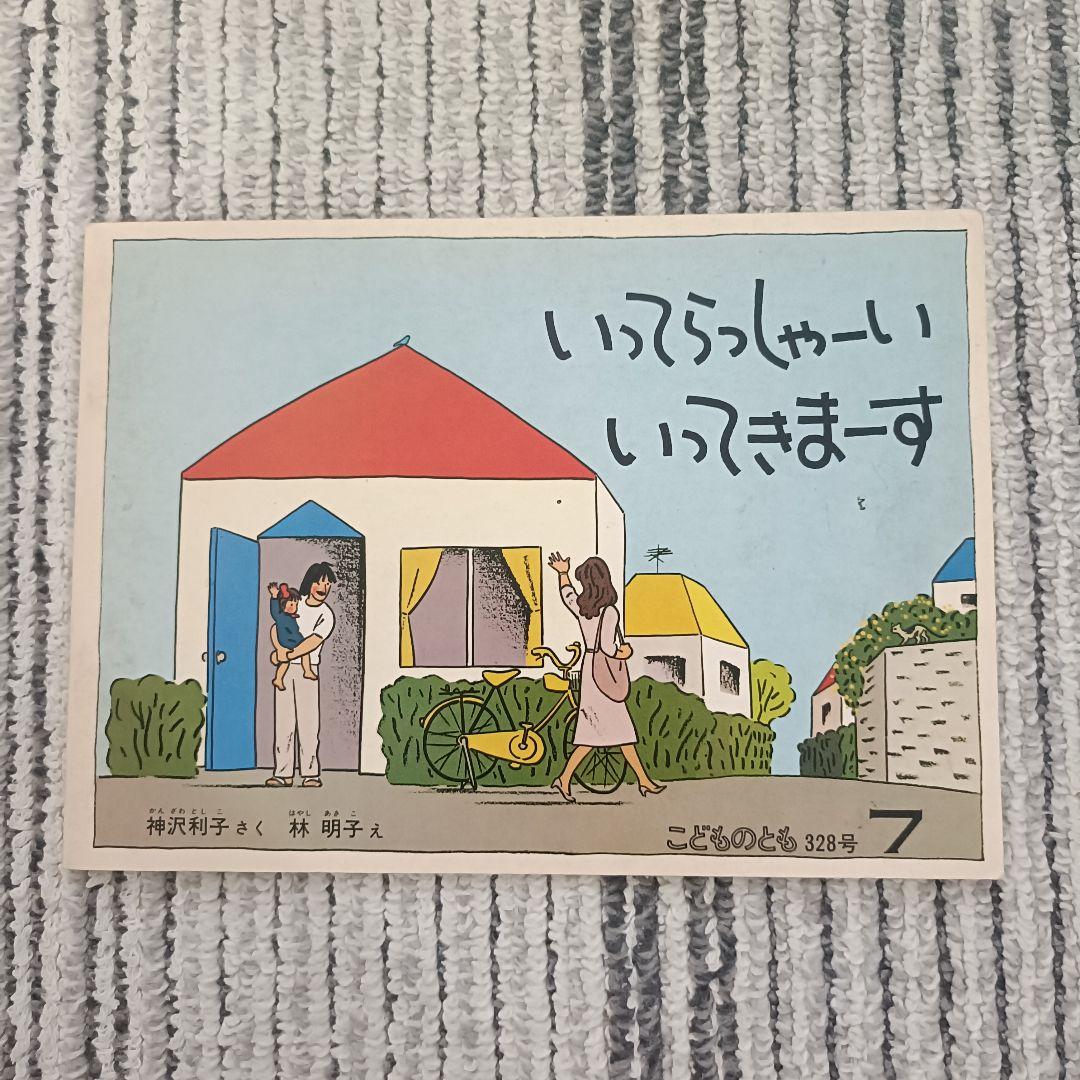 いってらっしゃーい
いってきまーす
かんざわとしこ はやし あきこ
神沢利子さく 林 明子え
こどものとも 328号 7